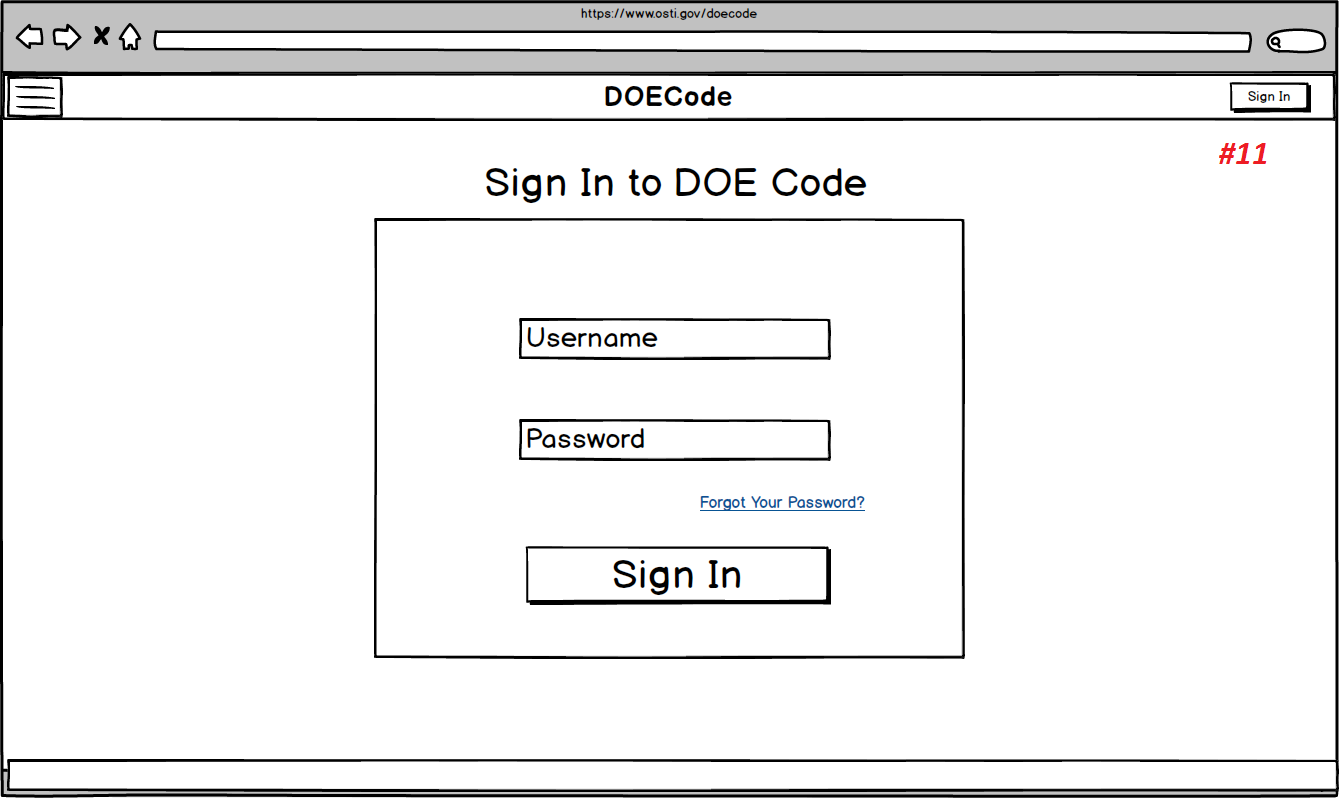 https://www.osti.gov/doecode
DOECode
Sign In
#11
Sign In to DOE Code
Username
Password
Forgot Your Password?
Sign In